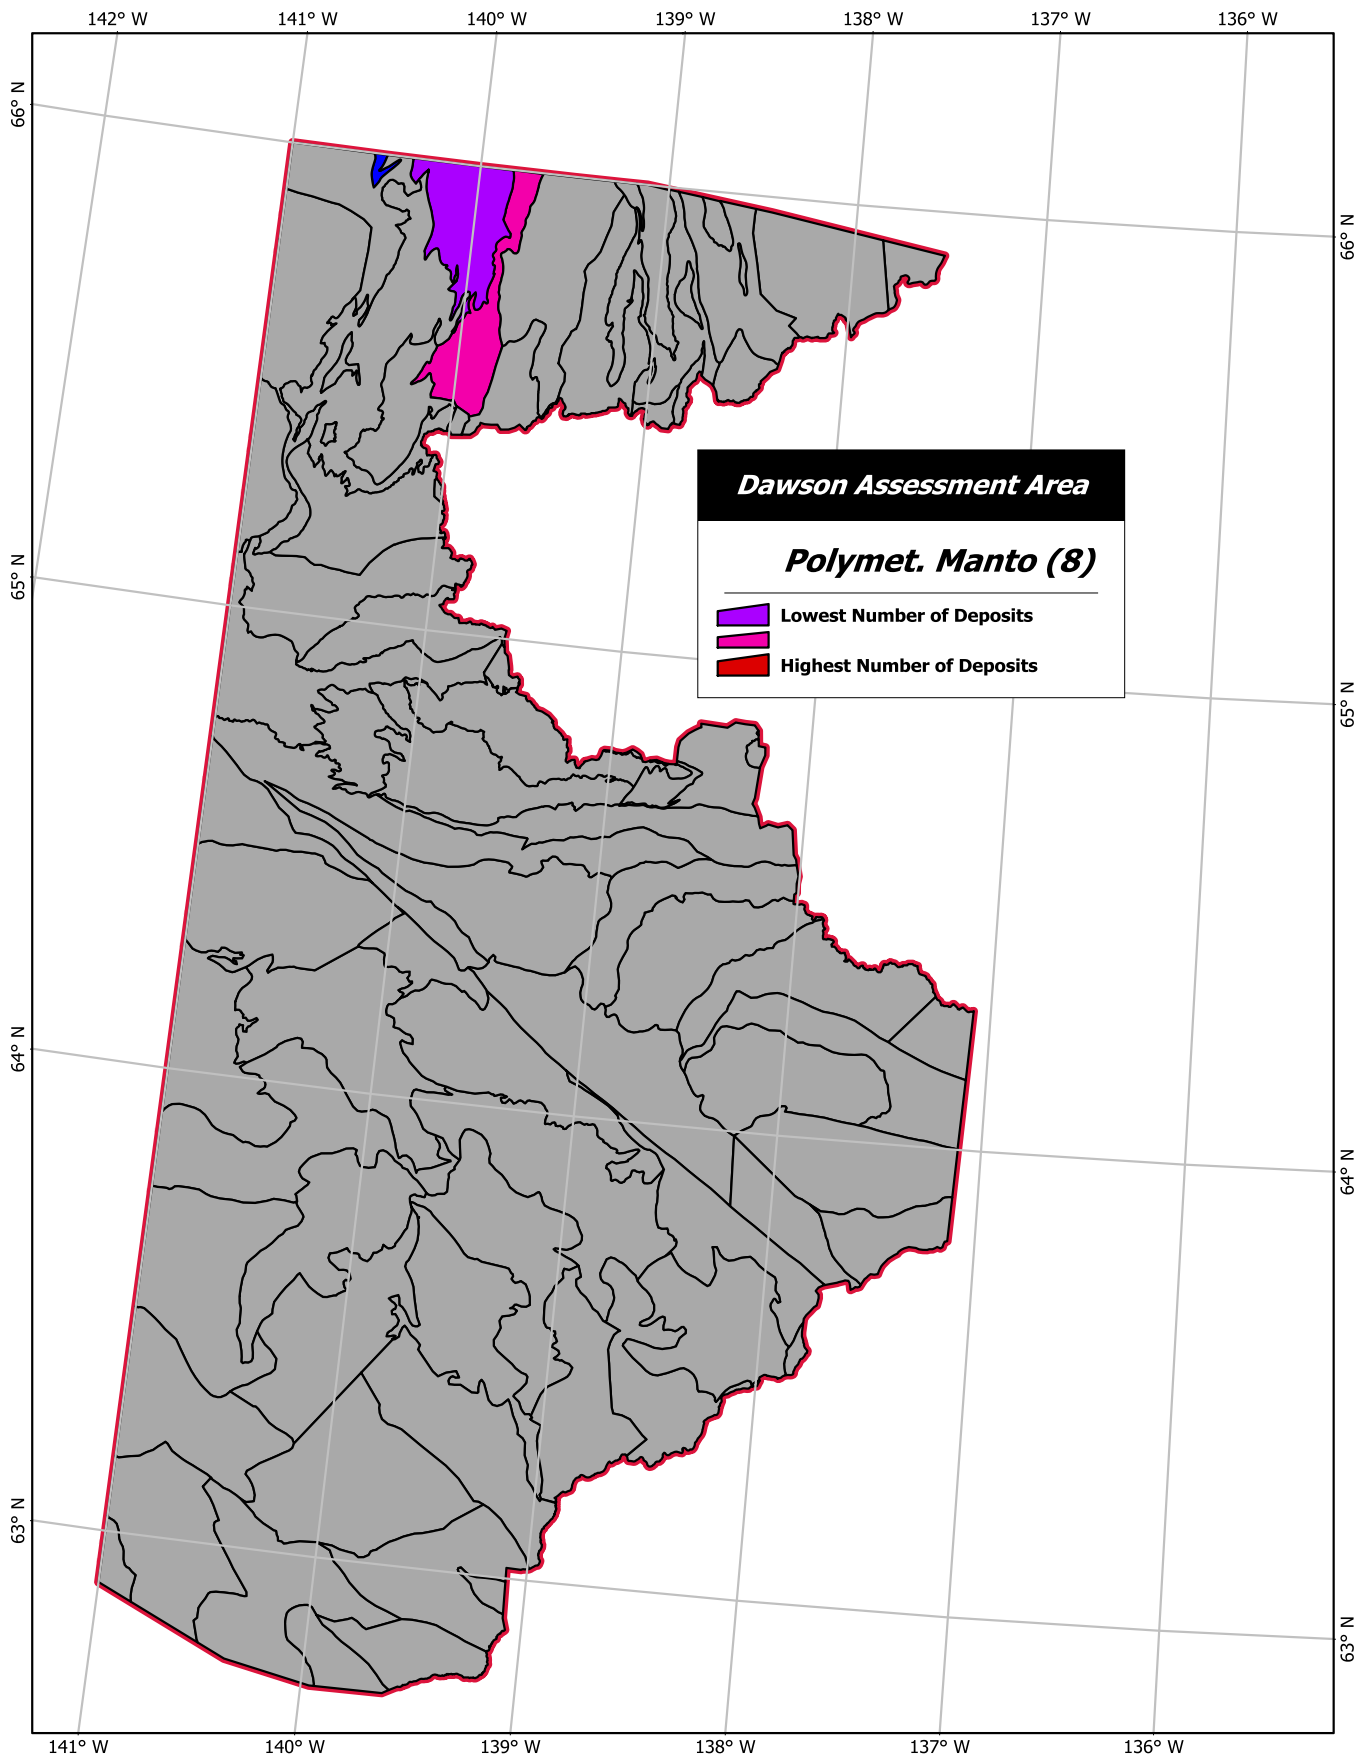 142° W 141° W 140° W 139° W 138° W 137° W 136° W
66° N
66° N
Dawson Assessment Area
Polymet. Manto (8)
Lowest Number of Deposits
Highest Number of Deposits
65° N
65° N
64° N
64° N
63° N
63° N
141° W 140° W 139° W 138° W 137° W 136° W